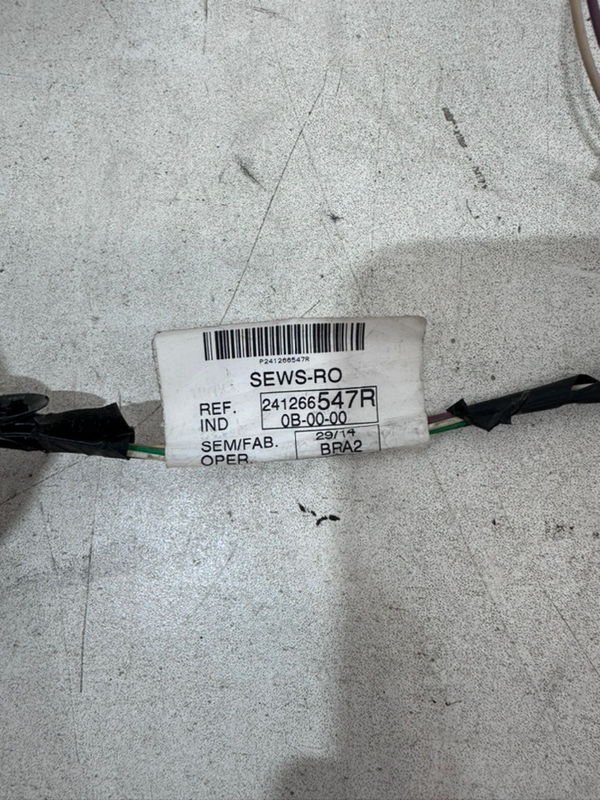 P241266547R
SEWS-RO
REF. 241266547R
IND 0B-00-00
SEM/FAB. 29/14
OPER. BRA2